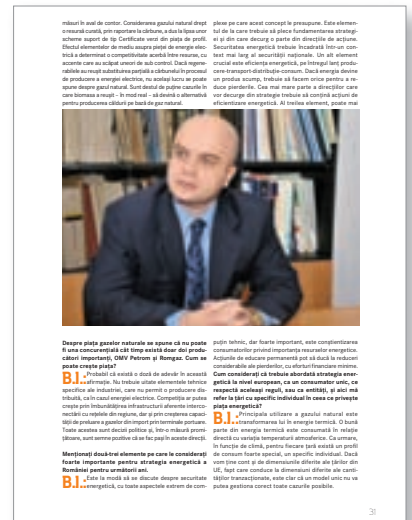 măsuri în aval de contor. Considerarea gazului natural drept
o resursă curată, prin raportare la cărbune, a dus la lipsa unor
scheme suport de tip Certificate verzi din piața de profil.
Efectul elementelor de mediu asupra pieței de energie elec-
trică a determinat o competitivitate acerbă între resurse, cu
accente care au scăpat uneori de sub control. Dacă regene-
rabilele au reușit substituirea parțială a cărbunelui în procesul
de producere a energiei electrice, nu același lucru se poate
spune despre gazul natural. Sunt destul de puține cazurile în
care biomasa a reușit – în mod real – să devină o alternativă
pentru producerea căldurii pe bază de gaz natural.
Despre piața gazelor naturale se spune că nu poate
fi una concurențială cât timp există doar doi produ-
cători importanți, OMV Petrom și Romgaz. Cum se
poate crește piața?
B.I.: Probabil că există o doză de adevăr în această
afirmație. Nu trebuie uitate elementele tehnice
specifice ale industriei, care nu permit o producere dis-
tribuită, ca în cazul energiei electrice. Competiția ar putea
crește prin îmbunătățirea infrastructurii aferente interco-
nectării cu rețelele din regiune, dar și prin creșterea capaci-
tății de preluare a gazelor din import prin terminale portuare.
Toate acestea sunt decizii politice și, într-o măsură promi-
țătoare, sunt semne pozitive că se fac pași în aceste direcții.
Menționați două-trei elemente pe care le considerați
foarte importante pentru strategia energetică a
României pentru următorii ani.
B.I.: Este la modă să se discute despre securitate
energetică, cu toate aspectele extrem de com-
plexe pe care acest concept le presupune. Este elemen-
tul de la care trebuie să plece fundamentarea strategi-
ei și din care decurg o parte din direcțiile de acțiune.
Securitatea energetică trebuie încadrată într-un con-
text mai larg al securității naționale. Un alt element
crucial este eficiența energetică, pe întregul lanț produ-
cere-transport-distribuție-consum. Dacă energia devine
un produs scump, trebuie să facem orice pentru a re-
duce pierderile. Cea mai mare parte a direcțiilor care
vor decurge din strategie trebuie să conțină acțiuni de
eficientizare energetică. Al treilea element, poate mai
puțin tehnic, dar foarte important, este conștientizarea
consumatorilor privind importanța resurselor energetice.
Acțiunile de educare permanentă pot să ducă la reduceri
considerabile ale pierderilor, cu eforturi financiare minime.
Cum considerați că trebuie abordată strategia ener-
getică la nivel european, ca un consumator unic, ce
respectă aceleași reguli, sau ca entități, și aici mă
refer la țări cu specific individual în ceea ce privește
piața energetică?
B.I.: Principala utilizare a gazului natural este
transformarea lui în energie termică. O bună
parte din energia termică este consumată în relație
directă cu variația temperaturii atmosferice. Ca urmare,
în funcție de climă, pentru fiecare țară există un profil
de consum foarte special, un specific individual. Dacă
vom ține cont și de dimensiunile diferite ale țărilor din
UE, fapt care conduce la dimensiuni diferite ale canti-
tăților tranzacționate, este clar că un model unic nu va
putea gestiona corect toate cazurile posibile.
31